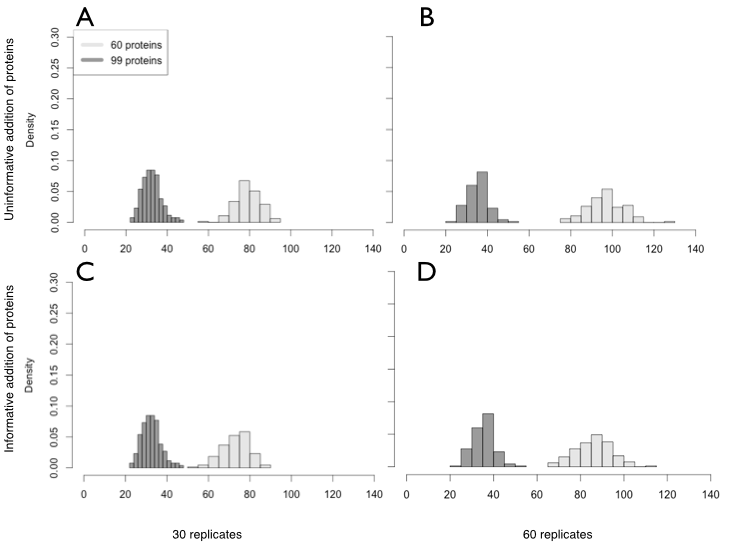 A
B
60 proteins
99 proteins
Uninformative addition of proteins
Density
0.00 0.05 0.10 0.15 0.20 0.25 0.30
0 20 40 60 80 100 120 140
0 20 40 60 80 100 120 140
C
D
Informative addition of proteins
Density
0.00 0.05 0.10 0.15 0.20 0.25 0.30
0 20 40 60 80 100 120 140
0 20 40 60 80 100 120 140
30 replicates
60 replicates